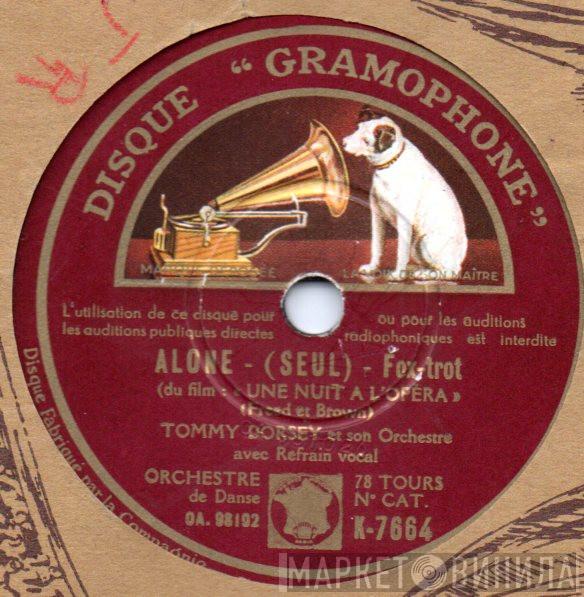 DISQUE “GRAMOPHONE”
MARQUE DÉPOSÉE
LA VOIX DE SON MAÎTRE
L'utilisation de ce disque pour
les auditions publiques directes
ou pour les auditions
radiophoniques est interdite
ALONE - (SEUL) - Fox-trot
(du film : « UNE NUIT A L'OPÉRA »
(Freed et Brown)
TOMMY DORSEY et son Orchestre
avec Refrain vocal
ORCHESTRE
de Danse
OA. 98192
78 TOURS
N° CAT.
K-7664
Disque Fabriqué par la Compagnie
МАРКЕТ ВИНИЛА